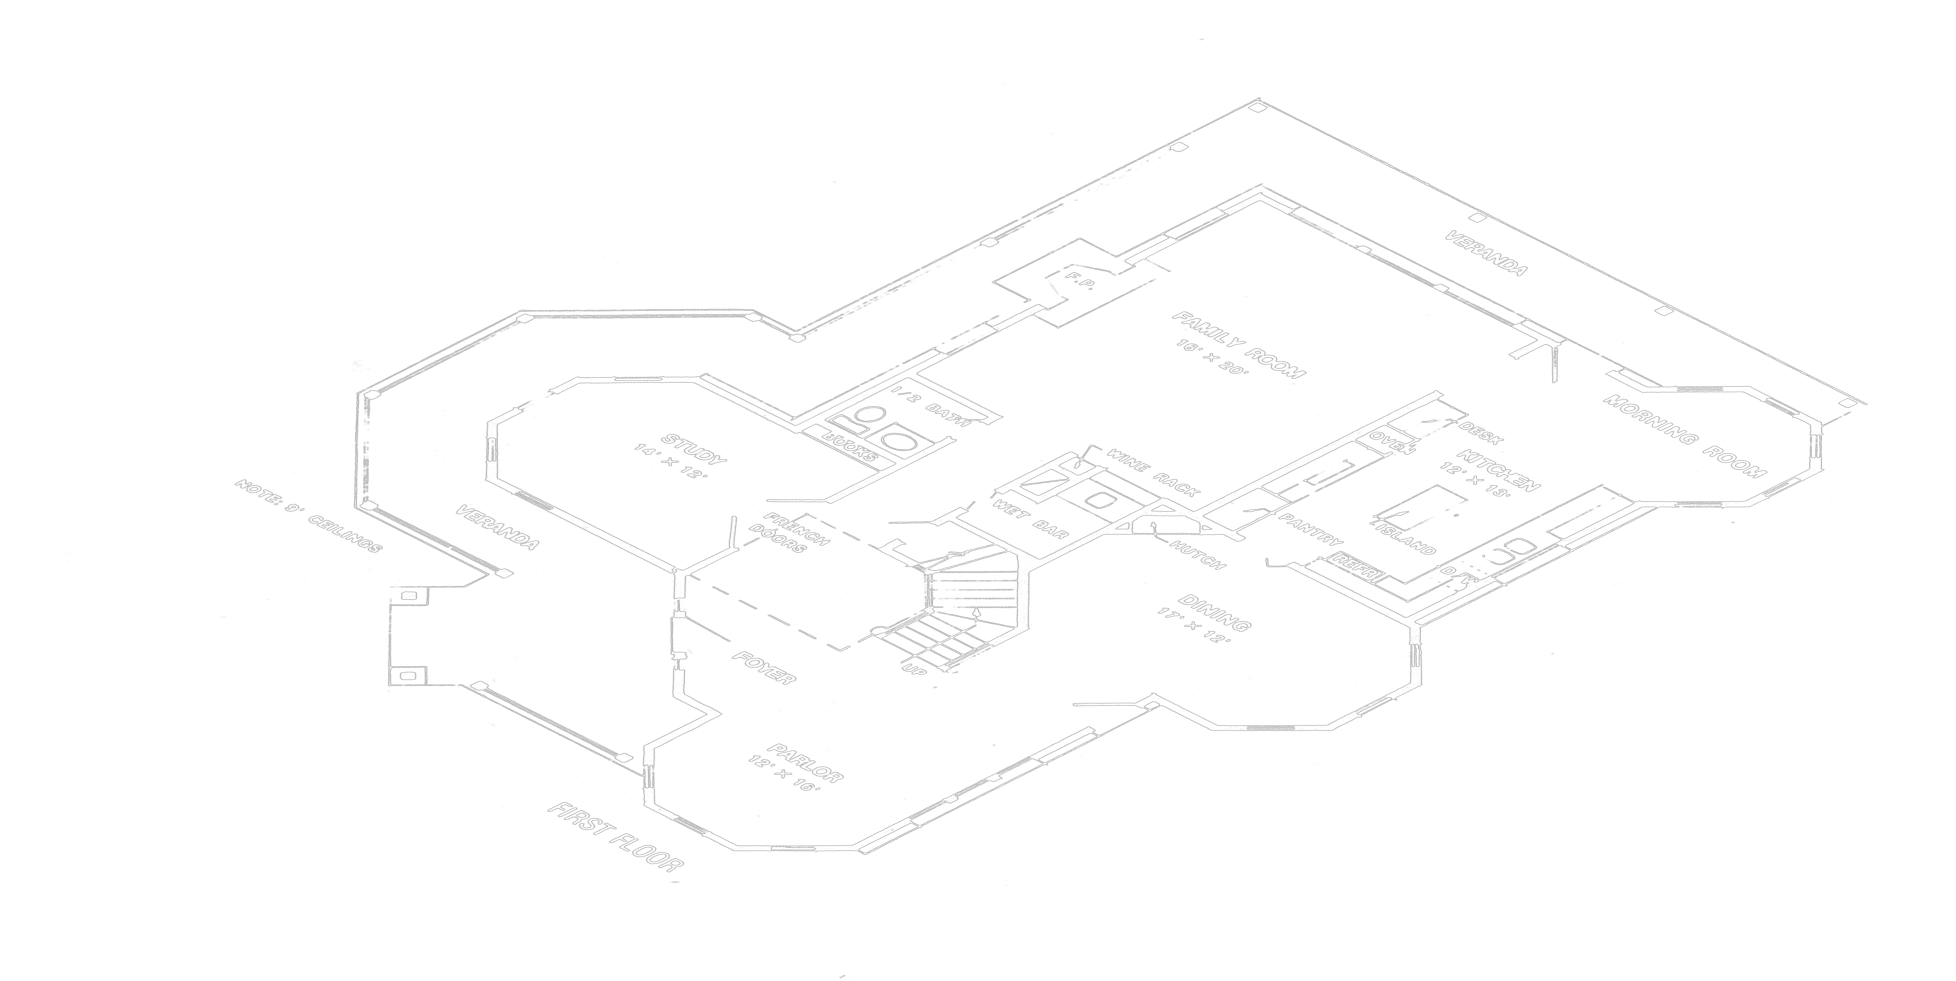 VERANDA
F.P.
FAMILY ROOM
16' X 20'
1/2 BATH
BOOKS
STUDY
14' X 12'
MORNING ROOM
DESK
OVEN
KITCHEN
12' X 13'
WINE RACK
WET BAR
PANTRY
ISLAND
HUTCH
REFRI
D/W
NOTE: 9' CEILINGS
VERANDA
FRENCH
DOORS
DINING
17' X 12'
FOYER
UP
PARLOR
12' X 16'
FIRST FLOOR